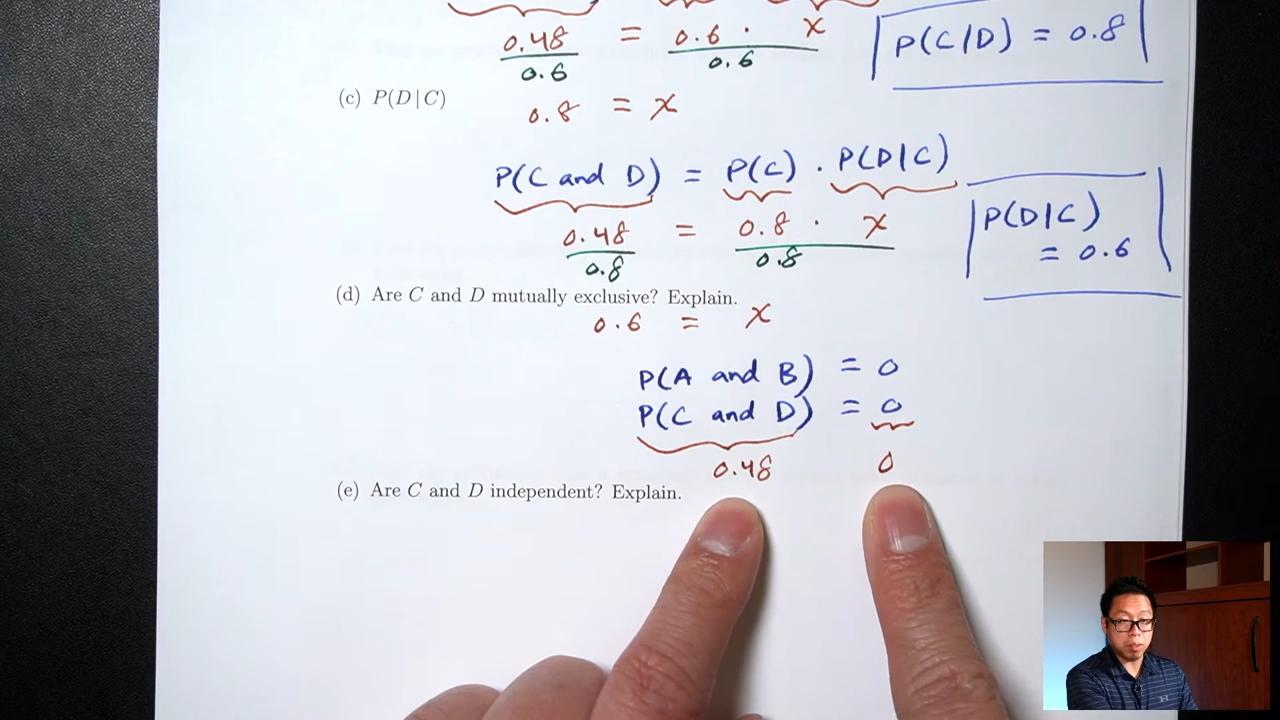 0.48 = 0.6 · x
0.6 0.6
P(C|D) = 0.8
(c) P(D|C)
0.8 = x
P(C and D) = P(C) · P(D|C)
0.48 = 0.8 · x
0.8 0.8
P(D|C)
= 0.6
(d) Are C and D mutually exclusive? Explain.
0.6 = x
P(A and B) = 0
P(C and D) = 0
0.48 0
(e) Are C and D independent? Explain.